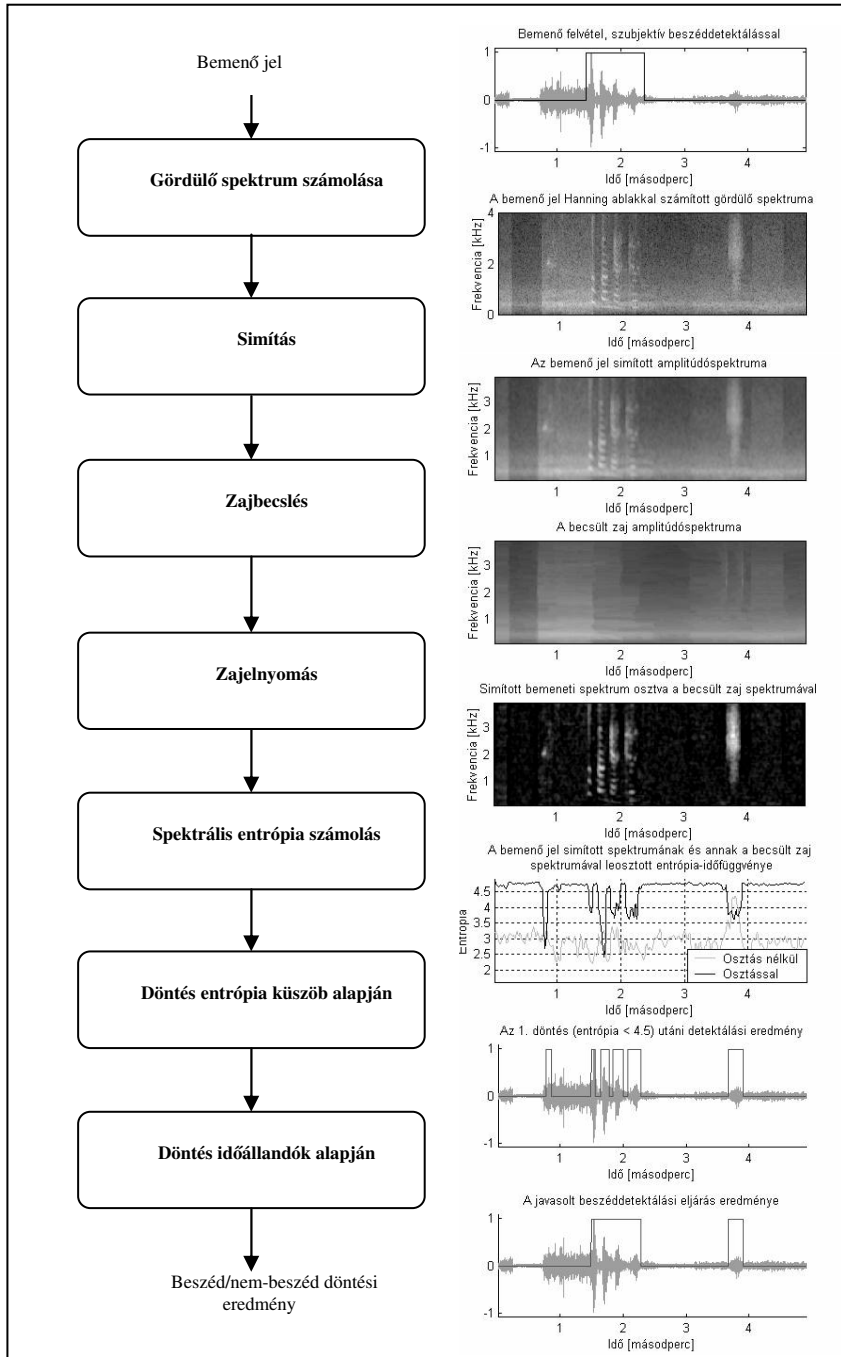 Bemenő jel
Gördülő spektrum számolása
Simítás
Zajbecslés
Zajelnyomás
Spektrális entrópia számolás
Döntés entrópia küszöb alapján
Döntés időállandók alapján
Beszéd/nem-beszéd döntési
eredmény
Bemenő felvétel, szubjektív beszéddetektálással
1
0
-1
1 2 3 4
Idő [másodperc]
A bemenő jel Hanning ablakkal számított gördülő spektruma
Frekvencia [kHz]
4
2
0
1 2 3 4
Idő [másodperc]
Az bemenő jel simított amplitúdóspektruma
Frekvencia [kHz]
3
2
1
1 2 3 4
Idő [másodperc]
A becsült zaj amplitúdóspektruma
Frekvencia [kHz]
3
2
1
1 2 3 4
Idő [másodperc]
Simított bemeneti spektrum osztva a becsült zaj spektrumával
Frekvencia [kHz]
3
2
1
1 2 3 4
Idő [másodperc]
A bemenő jel simított spektrumának és annak a becsült zaj
spektrumával leosztott entrópia-időfüggvénye
Entrópia
4.5
4
3.5
3
2.5
2
Osztás nélkül
Osztással
1 2 3 4
Idő [másodperc]
Az 1. döntés (entrópia < 4.5) utáni detektálási eredmény
1
0
-1
1 2 3 4
Idő [másodperc]
A javasolt beszéddetektálási eljárás eredménye
1
0
-1
1 2 3 4
Idő [másodperc]